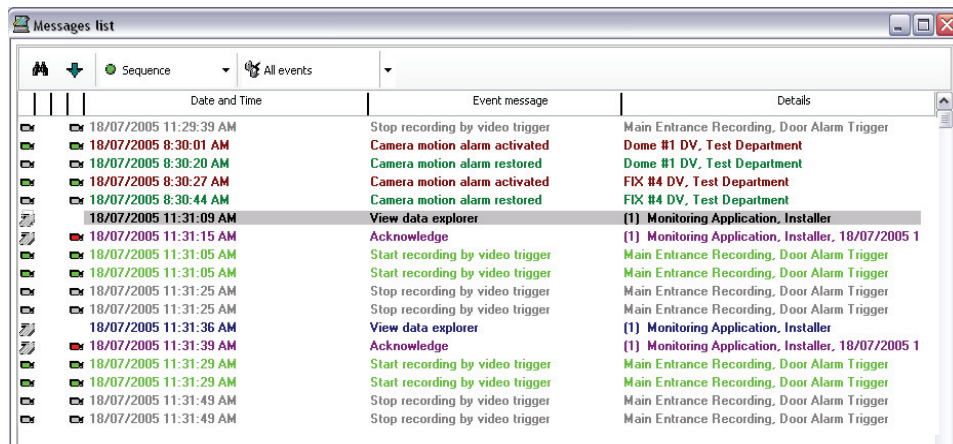 Messages list
Sequence All events
Date and Time Event message Details
18/07/2005 11:29:39 AM Stop recording by video trigger Main Entrance Recording, Door Alarm Trigger
18/07/2005 8:30:01 AM Camera motion alarm activated Dome #1 DV, Test Department
18/07/2005 8:30:20 AM Camera motion alarm restored Dome #1 DV, Test Department
18/07/2005 8:30:27 AM Camera motion alarm activated FIX #4 DV, Test Department
18/07/2005 8:30:44 AM Camera motion alarm restored FIX #4 DV, Test Department
18/07/2005 11:31:09 AM View data explorer (1) Monitoring Application, Installer
18/07/2005 11:31:15 AM Acknowledge (1) Monitoring Application, Installer, 18/07/2005 1
18/07/2005 11:31:05 AM Start recording by video trigger Main Entrance Recording, Door Alarm Trigger
18/07/2005 11:31:05 AM Start recording by video trigger Main Entrance Recording, Door Alarm Trigger
18/07/2005 11:31:25 AM Stop recording by video trigger Main Entrance Recording, Door Alarm Trigger
18/07/2005 11:31:25 AM Stop recording by video trigger Main Entrance Recording, Door Alarm Trigger
18/07/2005 11:31:36 AM View data explorer (1) Monitoring Application, Installer
18/07/2005 11:31:39 AM Acknowledge (1) Monitoring Application, Installer, 18/07/2005 1
18/07/2005 11:31:29 AM Start recording by video trigger Main Entrance Recording, Door Alarm Trigger
18/07/2005 11:31:29 AM Start recording by video trigger Main Entrance Recording, Door Alarm Trigger
18/07/2005 11:31:49 AM Stop recording by video trigger Main Entrance Recording, Door Alarm Trigger
18/07/2005 11:31:49 AM Stop recording by video trigger Main Entrance Recording, Door Alarm Trigger